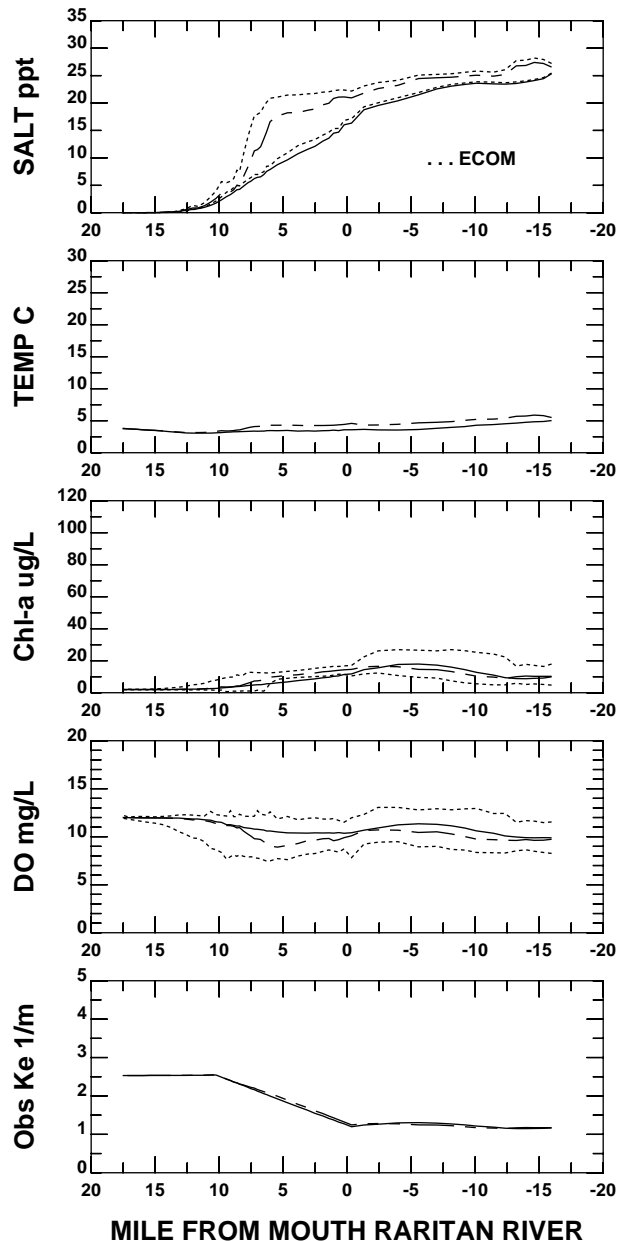 SALT ppt
35
30
25
20
15
10
5
0
. . . ECOM
20 15 10 5 0 -5 -10 -15 -20
TEMP C
30
25
20
15
10
5
0
20 15 10 5 0 -5 -10 -15 -20
Chl-a ug/L
120
100
80
60
40
20
0
20 15 10 5 0 -5 -10 -15 -20
DO mg/L
20
15
10
5
0
20 15 10 5 0 -5 -10 -15 -20
Obs Ke 1/m
5
4
3
2
1
0
20 15 10 5 0 -5 -10 -15 -20
MILE FROM MOUTH RARITAN RIVER